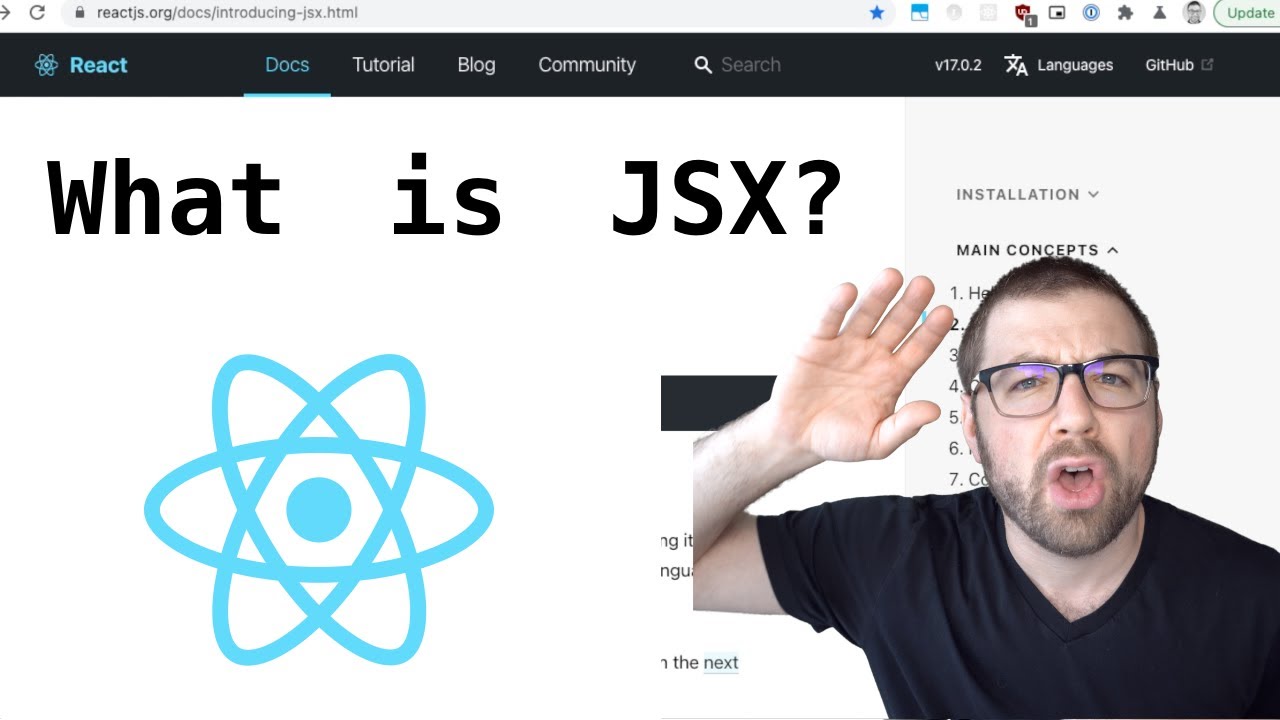 reactjs.org/docs/introducing-jsx.html
1
Update
React Docs Tutorial Blog Community Search v17.0.2 Languages GitHub
What is JSX?
INSTALLATION
MAIN CONCEPTS
1.
2.
3
4.
5.
6.
7.
the next